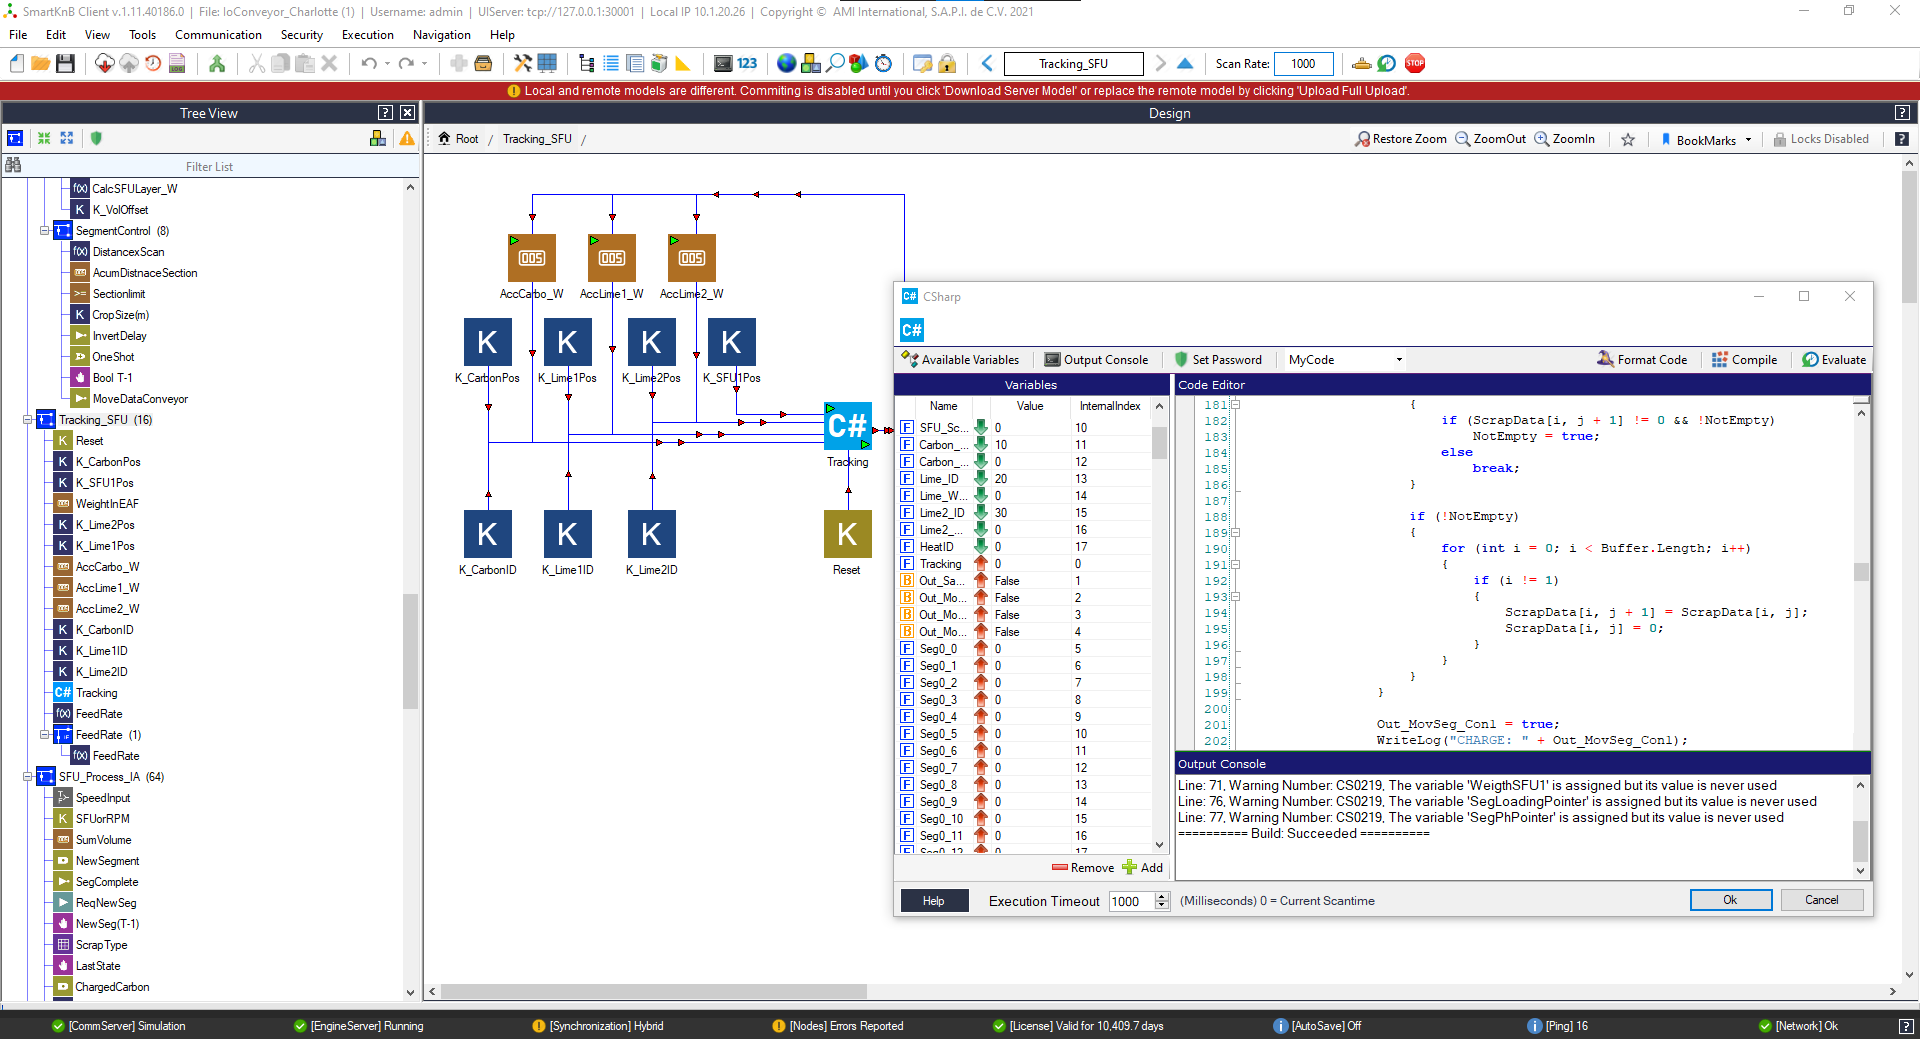 SmartKnB Client v.1.11.40186.0 | File: IoConveyor_Charlotte (1) | Username: admin | UIServer: tcp://127.0.0.1:30001 | Local IP 10.1.20.26 | Copyright © AMI International, S.A.P.I. de C.V. 2021
File Edit View Tools Communication Security Execution Navigation Help
123 Tracking_SFU Scan Rate: 1000 STOP
Local and remote models are different. Commiting is disabled until you click 'Download Server Model' or replace the remote model by clicking 'Upload Full Upload'.
Tree View
Design
Root / Tracking_SFU /
Restore Zoom ZoomOut ZoomIn BookMarks Locks Disabled
Filter List
f(x) CalcSFULayer_W
K K_VolOffset
SegmentControl (8)
f(x) DistancexScan
AcumDistnaceSection
>= Sectionlimit
K CropSize(m)
InvertDelay
OneShot
Bool T-1
MoveDataConveyor
Tracking_SFU (16)
K Reset
K K_CarbonPos
K K_SFU1Pos
WeightInEAF
K K_Lime2Pos
K K_Lime1Pos
AccCarbo_W
AccLime1_W
AccLime2_W
K K_CarbonID
K K_Lime1ID
K K_Lime2ID
C# Tracking
f(x) FeedRate
FeedRate (1)
f(x) FeedRate
SFU_Process_IA (64)
SpeedInput
K SFUorRPM
SumVolume
NewSegment
SegComplete
ReqNewSeg
NewSeg(T-1)
ScrapType
LastState
ChargedCarbon
005 005 005
AccCarbo_W AccLime1_W AccLime2_W
K K K K
K_CarbonPos K_Lime1Pos K_Lime2Pos K_SFU1Pos
C#
Tracking
K K K K
K_CarbonID K_Lime1ID K_Lime2ID Reset
C# CSharp
C#
Available Variables Output Console Set Password MyCode Format Code Compile Evaluate
Variables
Name Value InternalIndex
F SFU_Sc... 0 10
F Carbon_... 10 11
F Carbon_... 0 12
F Lime_ID 20 13
F Lime_W... 0 14
F Lime2_ID 30 15
F Lime2_... 0 16
F HeatID 0 17
F Tracking 0 0
B Out_Sa... False 1
B Out_Mo... False 2
B Out_Mo... False 3
B Out_Mo... False 4
F Seg0_0 0 5
F Seg0_1 0 6
F Seg0_2 0 7
F Seg0_3 0 8
F Seg0_4 0 9
F Seg0_5 0 10
F Seg0_6 0 11
F Seg0_7 0 12
F Seg0_8 0 13
F Seg0_9 0 14
F Seg0_10 0 15
F Seg0_11 0 16
F Seg0_12 0 17
Remove Add
Code Editor
181 {
182 if (ScrapData[i, j + 1] != 0 && !NotEmpty)
183 NotEmpty = true;
184 else
185 break;
186 }
187
188 if (!NotEmpty)
189 {
190 for (int i = 0; i < Buffer.Length; i++)
191 {
192 if (i != 1)
193 {
194 ScrapData[i, j + 1] = ScrapData[i, j];
195 ScrapData[i, j] = 0;
196 }
197 }
198 }
199 }
200
201 Out_MovSeg_Con1 = true;
202 WriteLog("CHARGE: " + Out_MovSeg_Con1);
Output Console
Line: 71, Warning Number: CS0219, The variable 'WeigthSFU1' is assigned but its value is never used
Line: 76, Warning Number: CS0219, The variable 'SegLoadingPointer' is assigned but its value is never used
Line: 77, Warning Number: CS0219, The variable 'SegPhPointer' is assigned but its value is never used
========== Build: Succeeded ==========
Help Execution Timeout 1000 (Milliseconds) 0 = Current Scantime Ok Cancel
[CommServer] Simulation [EngineServer] Running [Synchronization] Hybrid [Nodes] Errors Reported [License] Valid for 10,409.7 days [AutoSave] Off [Ping] 16 [Network] Ok